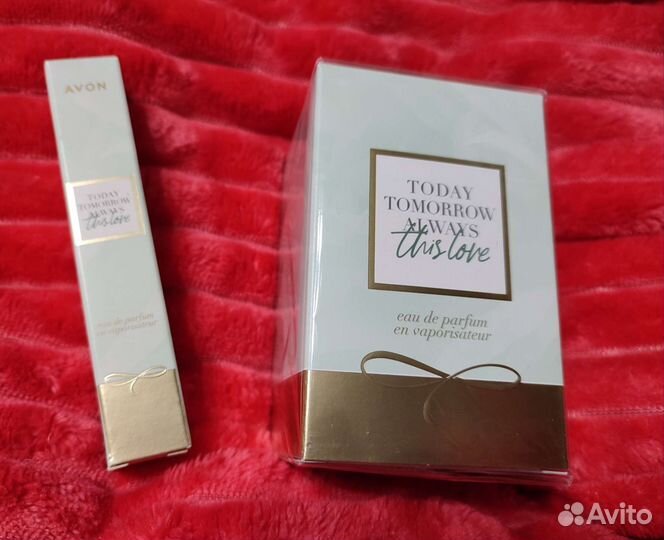 AVON
TODAY
TOMORROW
ALWAYS
this love
eau de parfum
en vaporisateur
TODAY
TOMORROW
ALWAYS
this love
eau de parfum
en vaporisateur
Avito